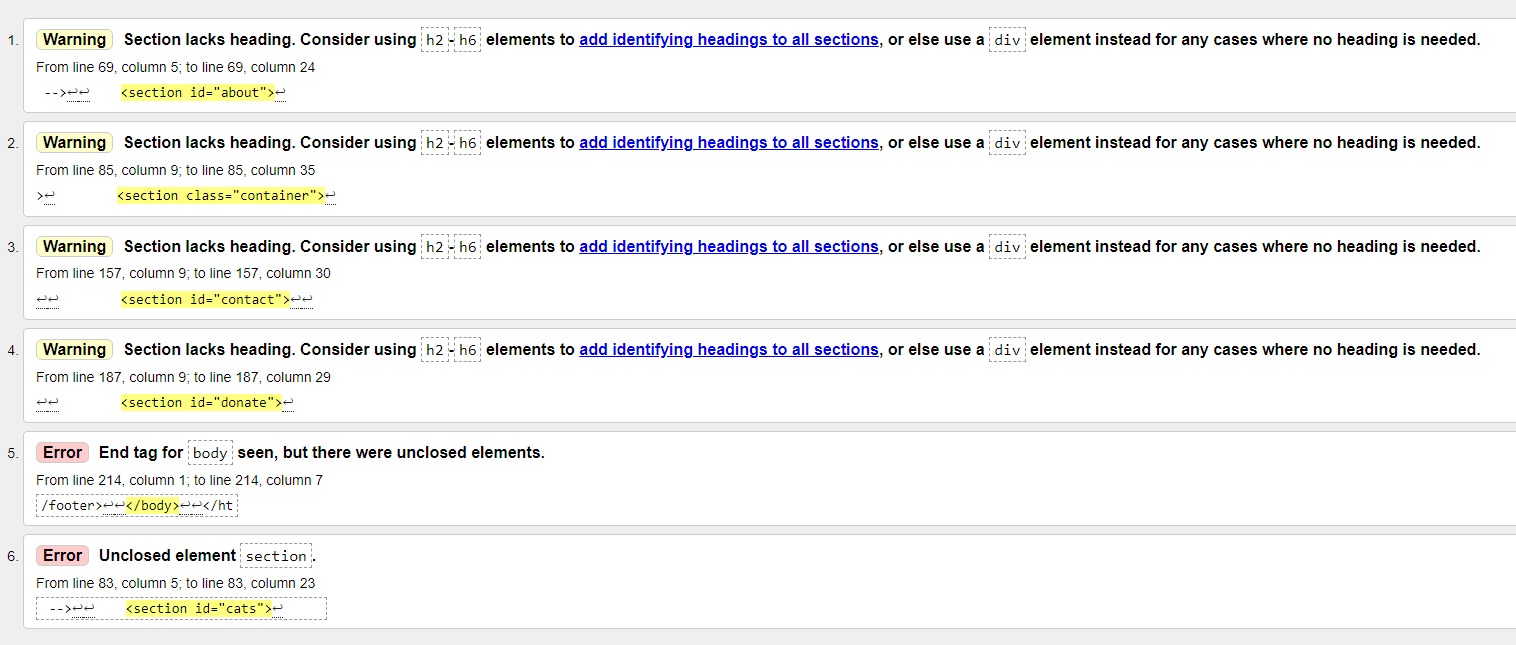 1. Warning Section lacks heading. Consider using h2-h6 elements to add identifying headings to all sections, or else use a div element instead for any cases where no heading is needed.
From line 69, column 5; to line 69, column 24
-->↩↩ <section id="about">↩
2. Warning Section lacks heading. Consider using h2-h6 elements to add identifying headings to all sections, or else use a div element instead for any cases where no heading is needed.
From line 85, column 9; to line 85, column 35
>↩ <section class="container">↩
3. Warning Section lacks heading. Consider using h2-h6 elements to add identifying headings to all sections, or else use a div element instead for any cases where no heading is needed.
From line 157, column 9; to line 157, column 30
↩↩ <section id="contact">↩↩
4. Warning Section lacks heading. Consider using h2-h6 elements to add identifying headings to all sections, or else use a div element instead for any cases where no heading is needed.
From line 187, column 9; to line 187, column 29
↩↩ <section id="donate">↩
5. Error End tag for body seen, but there were unclosed elements.
From line 214, column 1; to line 214, column 7
/footer>↩↩</body>↩↩</ht
6. Error Unclosed element section.
From line 83, column 5; to line 83, column 23
-->↩↩ <section id="cats">↩